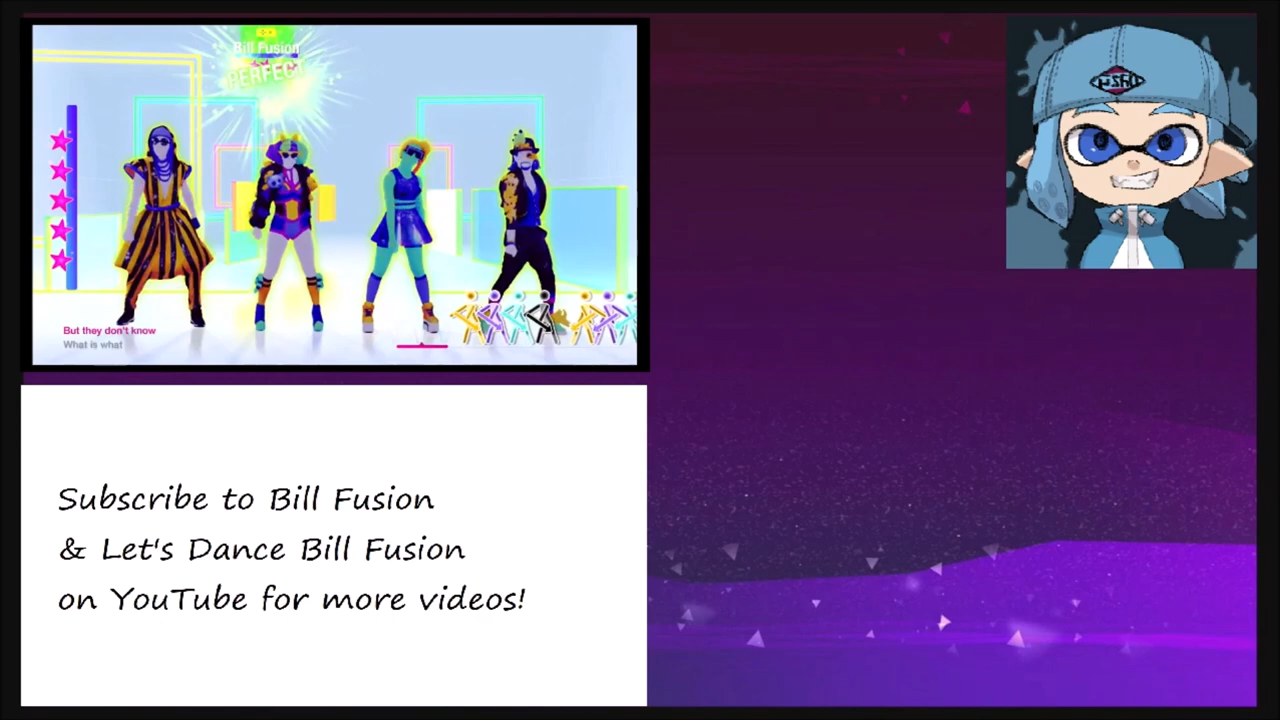 Bill Fusion
PERFECT
But they don't know
What is what
Subscribe to Bill Fusion
& Let's Dance Bill Fusion
on YouTube for more videos!